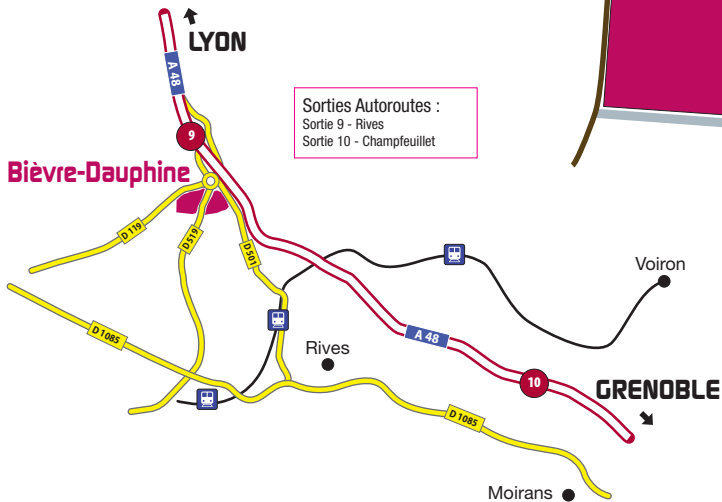 LYON
A 48
Sorties Autoroutes :
Sortie 9 - Rives
Sortie 10 - Champfeuillet
9
Bièvre-Dauphine
D 119
D 519
D 501
Voiron
D 1085
A 48
Rives
10
GRENOBLE
D 1085
Moirans